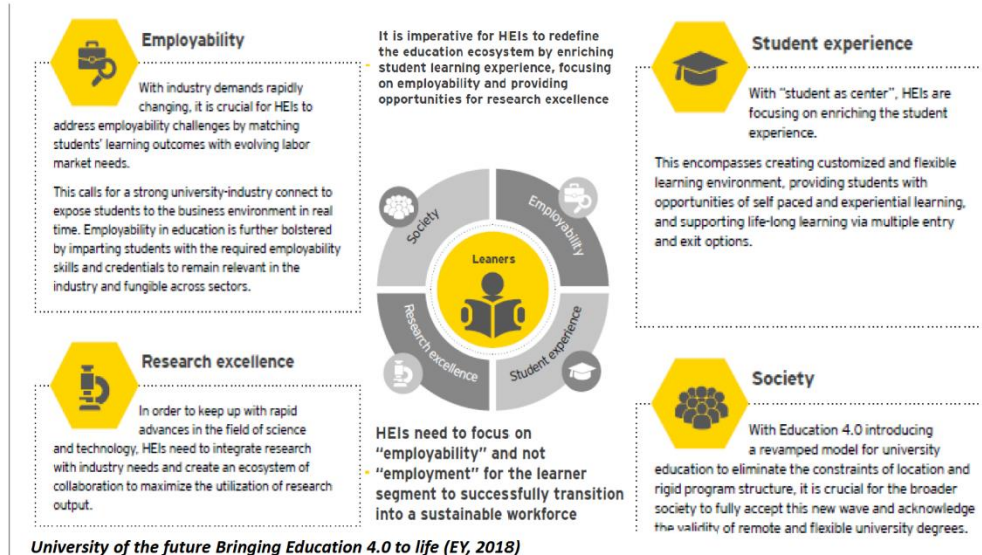 Employability
With industry demands rapidly
changing, it is crucial for HEIs to
address employability challenges by matching
students' learning outcomes with evolving labor
market needs.
This calls for a strong university-industry connect to
expose students to the business environment in real
time. Employability in education is further bolstered
by imparting students with the required employability
skills and credentials to remain relevant in the
industry and fungible across sectors.
It is imperative for HEIs to redefine
the education ecosystem by enriching
student learning experience, focusing
on employability and providing
opportunities for research excellence
Student experience
With "student as center", HEIs are
focusing on enriching the student
experience.
This encompasses creating customized and flexible
learning environment, providing students with
opportunities of self paced and experiential learning,
and supporting life-long learning via multiple entry
and exit options.
Society
Employability
Leaners
Research excellence
Student experience
Research excellence
In order to keep up with rapid
advances in the field of science
and technology, HEIs need to integrate research
with industry needs and create an ecosystem of
collaboration to maximize the utilization of research
output.
HEIs need to focus on
"employability" and not
"employment" for the learner
segment to successfully transition
into a sustainable workforce
Society
With Education 4.0 introducing
a revamped model for university
education to eliminate the constraints of location and
rigid program structure, it is crucial for the broader
society to fully accept this new wave and acknowledge
the validity of remote and flexible university degrees.
University of the future Bringing Education 4.0 to life (EY, 2018)